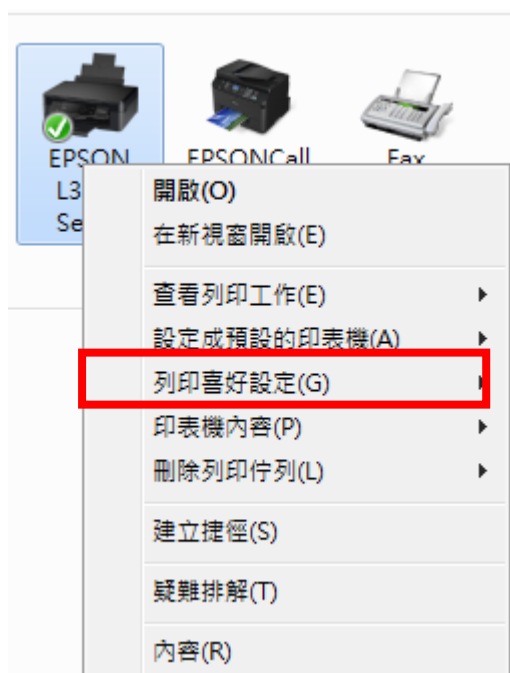 EPSON
L3
Se
EPSONCall
Fax
開啟(O)
在新視窗開啟(E)
查看列印工作(E)
設定成預設的印表機(A)
列印喜好設定(G)
印表機內容(P)
刪除列印佇列(L)
建立捷徑(S)
疑難排解(T)
內容(R)